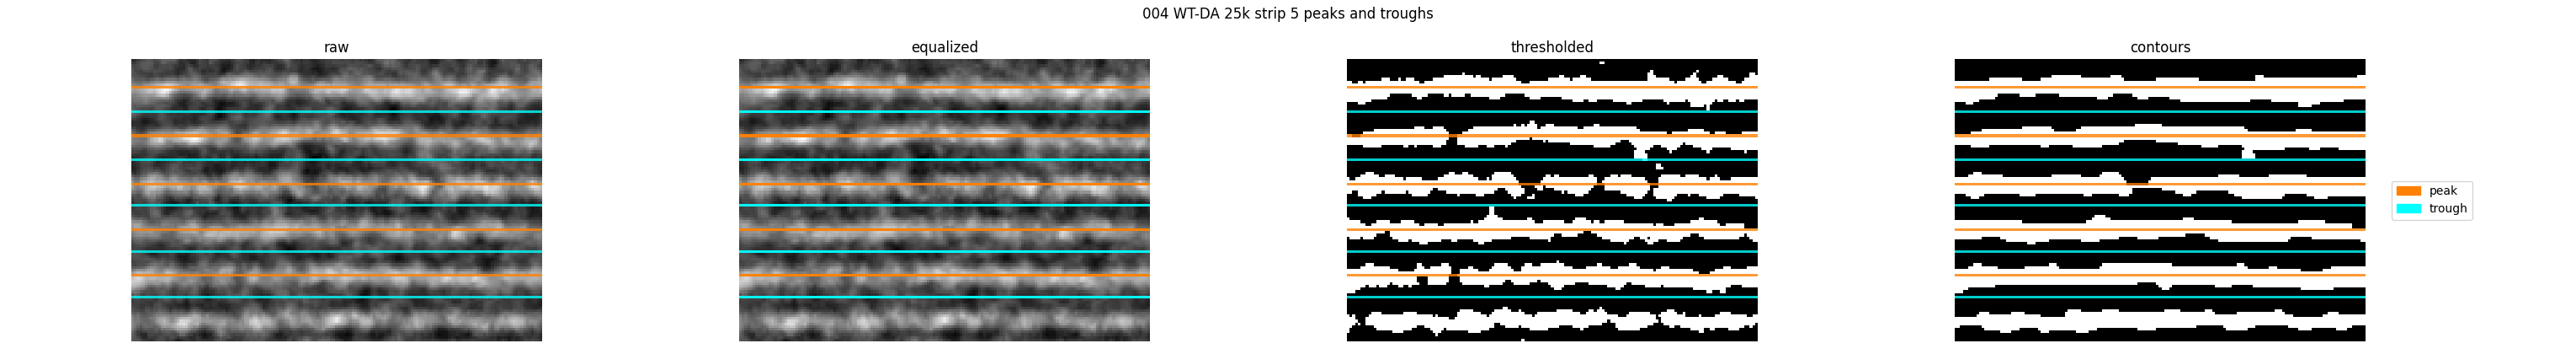 004 WT-DA 25k strip 5 peaks and troughs
raw
equalized
thresholded
contours
peak
trough